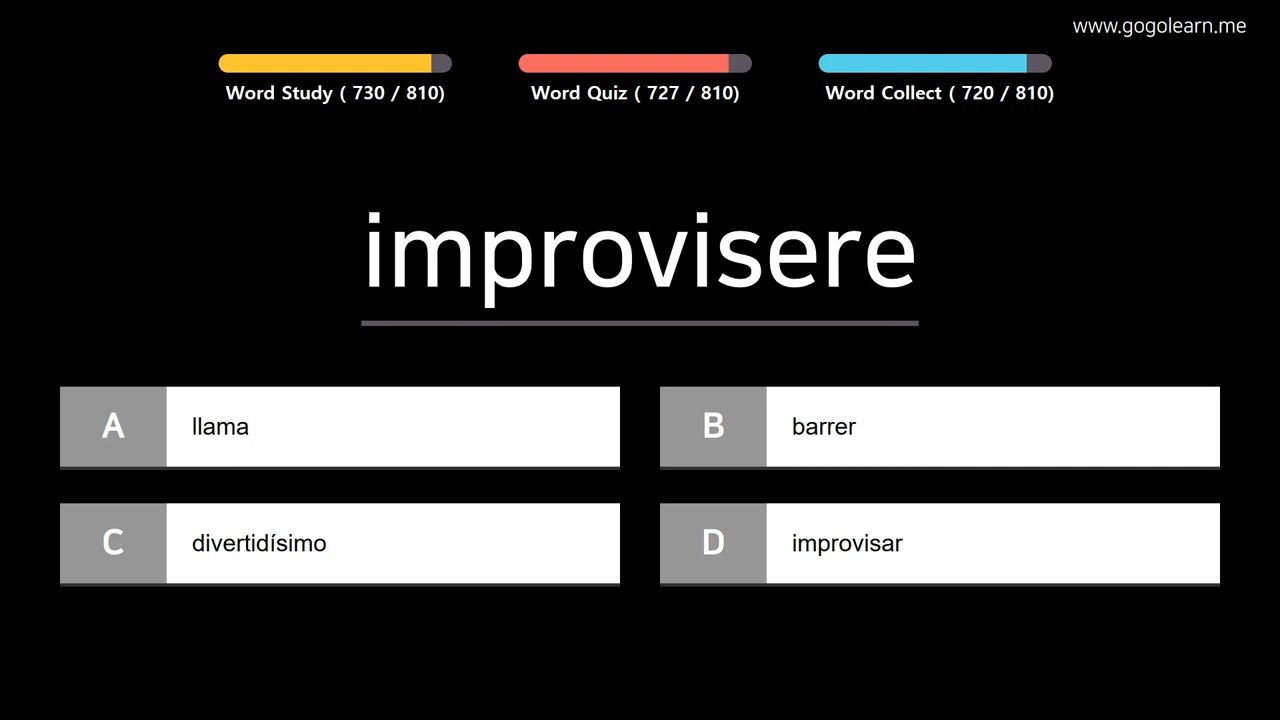 www.gogolearn.me
Word Study ( 730 / 810)
Word Quiz ( 727 / 810)
Word Collect ( 720 / 810)
improvisere
A llama
B barrer
C divertidísimo
D improvisar